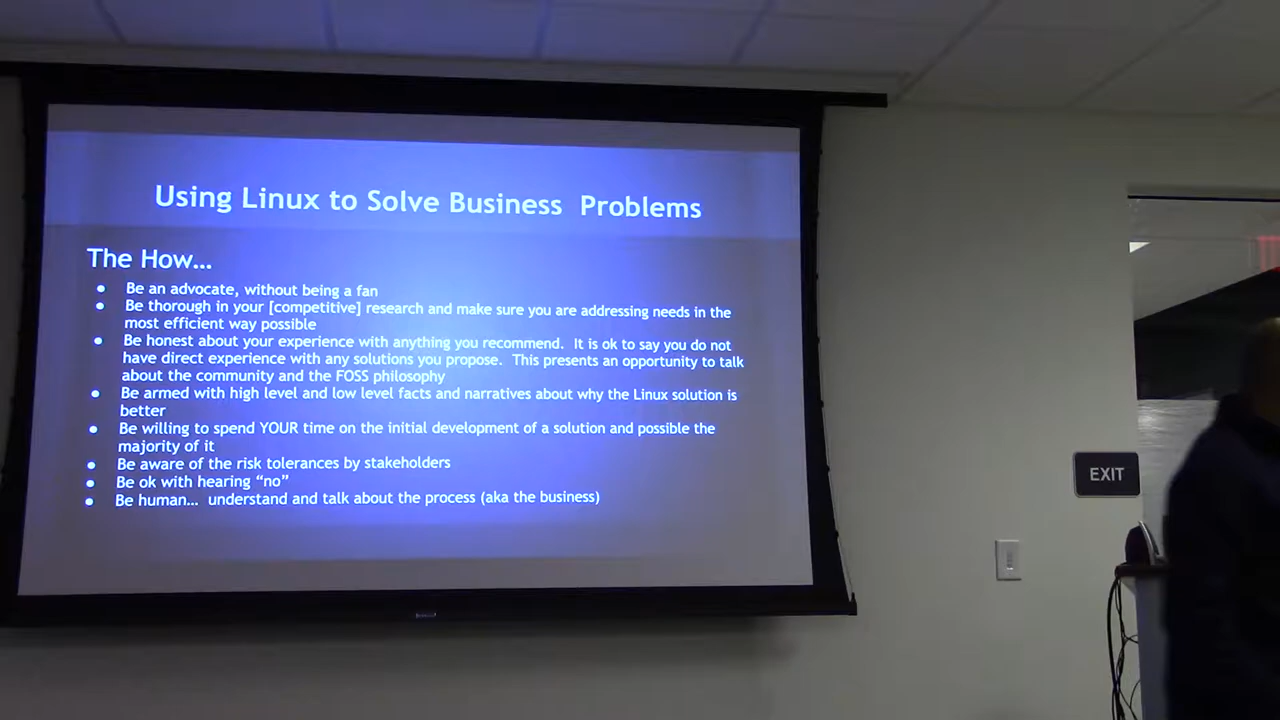 Using Linux to Solve Business Problems
The How...
● Be an advocate, without being a fan
● Be thorough in your [competitive] research and make sure you are addressing needs in the
most efficient way possible
● Be honest about your experience with anything you recommend. It is ok to say you do not
have direct experience with any solutions you propose. This presents an opportunity to talk
about the community and the FOSS philosophy
● Be armed with high level and low level facts and narratives about why the Linux solution is
better
● Be willing to spend YOUR time on the initial development of a solution and possible the
majority of it
● Be aware of the risk tolerances by stakeholders
● Be ok with hearing “no”
● Be human... understand and talk about the process (aka the business)
EXIT